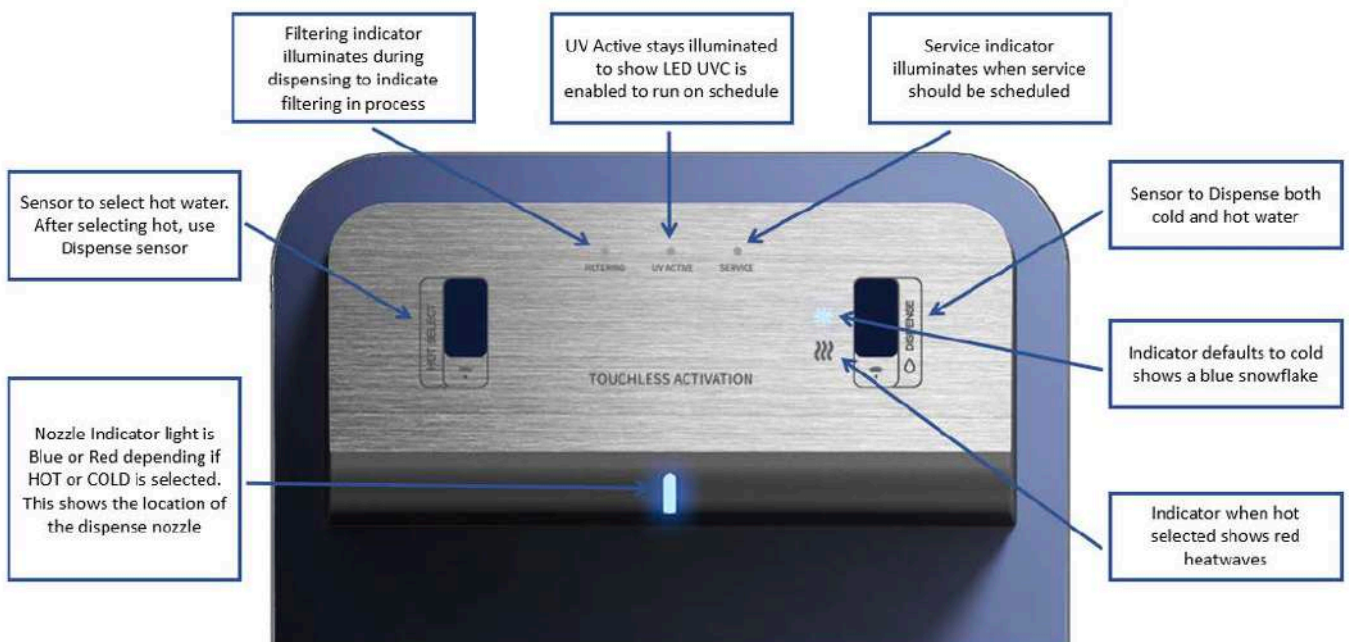 Filtering indicator
illuminates during
dispensing to indicate
filtering in process
UV Active stays illuminated
to show LED UVC is
enabled to run on schedule
Service indicator
illuminates when service
should be scheduled
Sensor to select hot water.
After selecting hot, use
Dispense sensor
Sensor to Dispense both
cold and hot water
FILTERING
UV ACTIVE
SERVICE
HOT SELECT
DISPENSE
TOUCHLESS ACTIVATION
Indicator defaults to cold
shows a blue snowflake
Nozzle Indicator light is
Blue or Red depending if
HOT or COLD is selected.
This shows the location of
the dispense nozzle
Indicator when hot
selected shows red
heatwaves